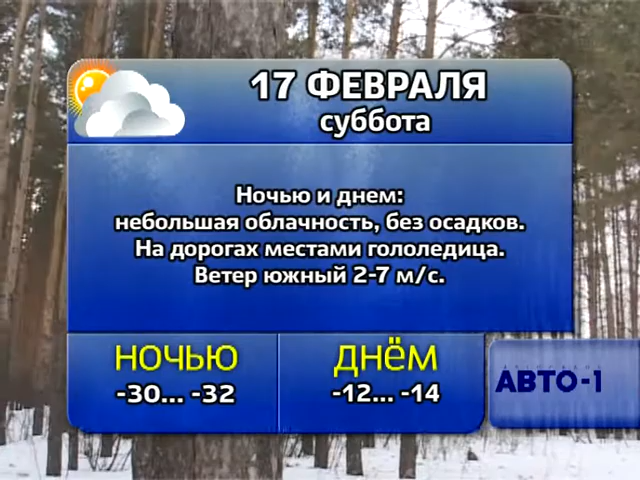 17 ФЕВРАЛЯ
суббота
Ночью и днем:
небольшая облачность, без осадков.
На дорогах местами гололедица.
Ветер южный 2-7 м/с.
НОЧЬЮ
-30... -32
ДНЁМ
-12... -14
АВТО-1